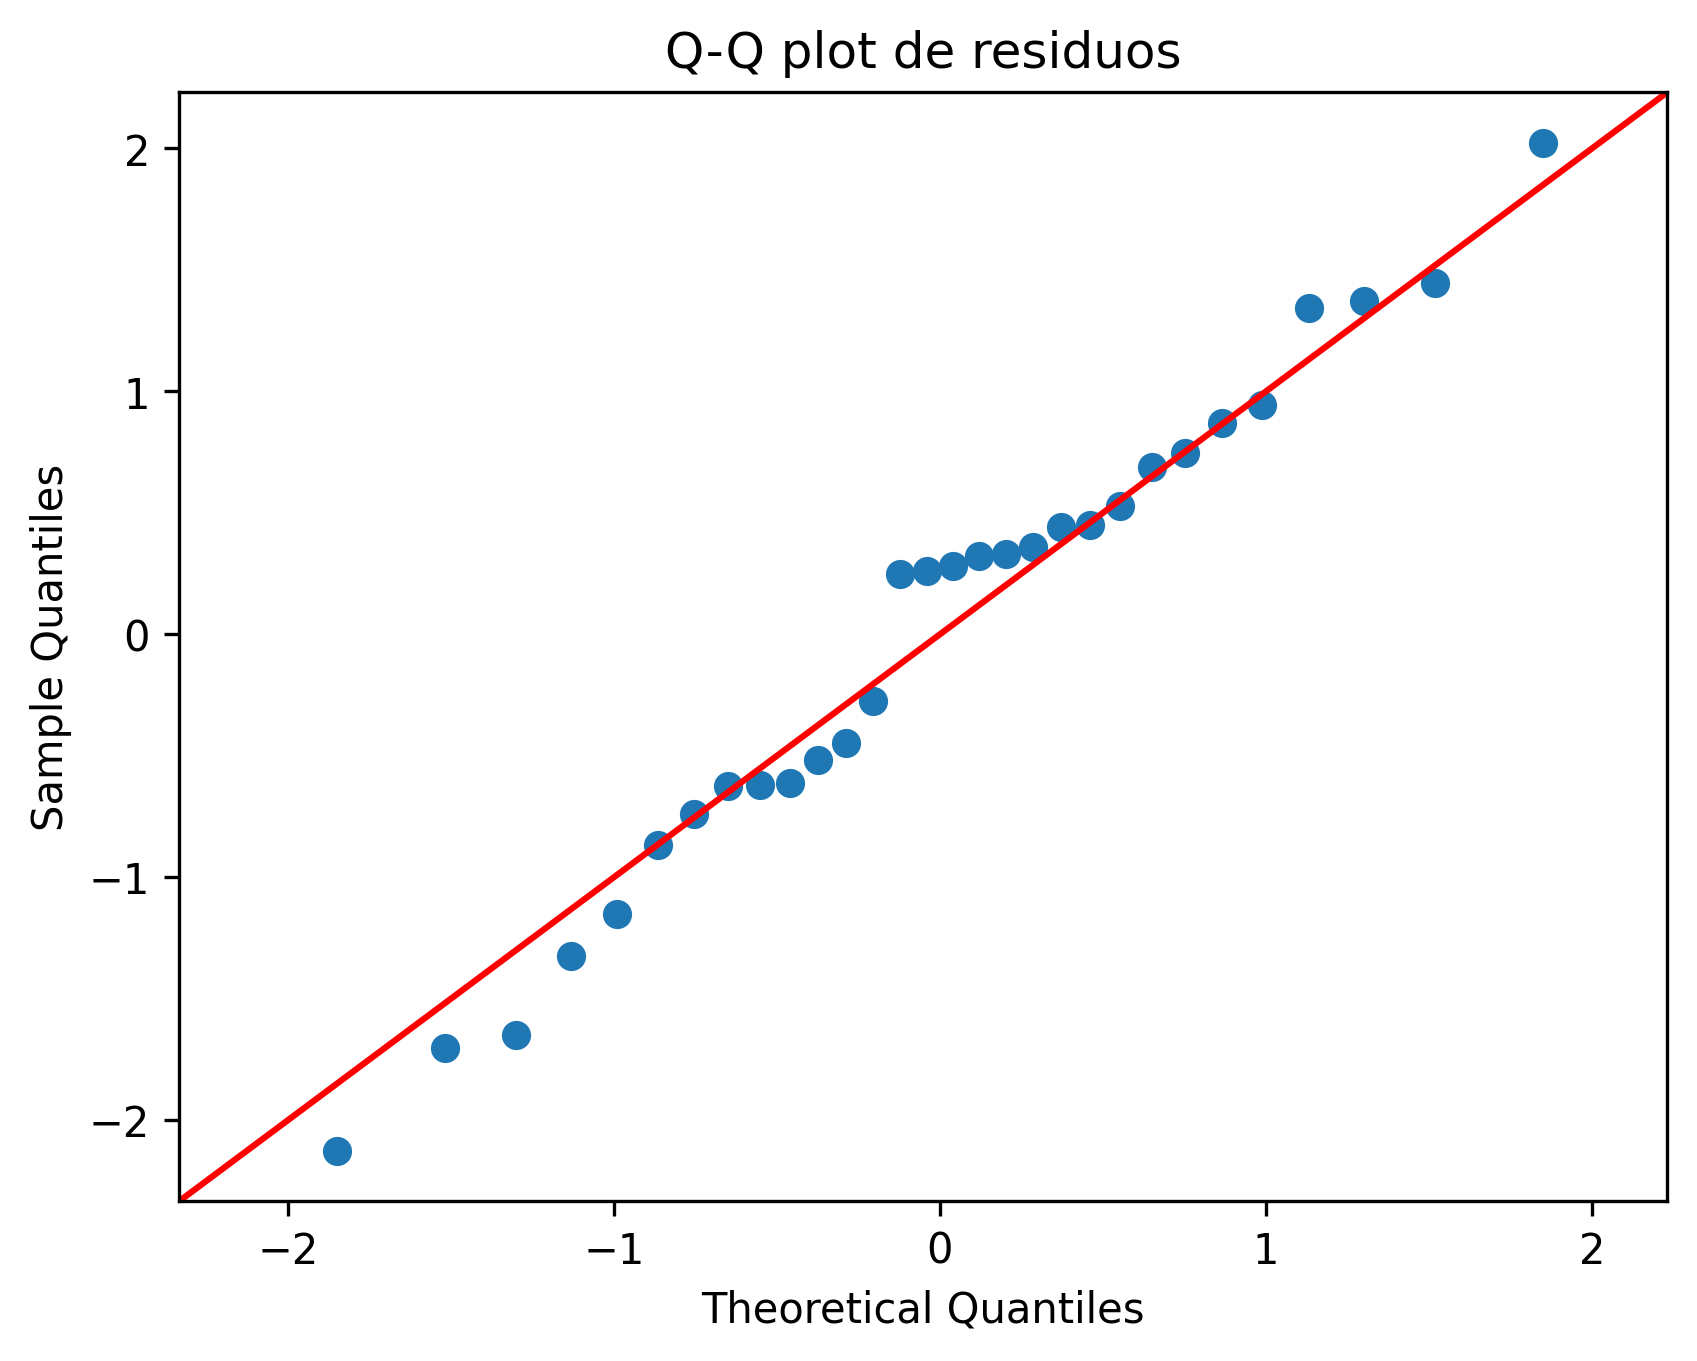 Q-Q plot de residuos
2
1
0
−1
−2
Sample Quantiles
−2 −1 0 1 2
Theoretical Quantiles